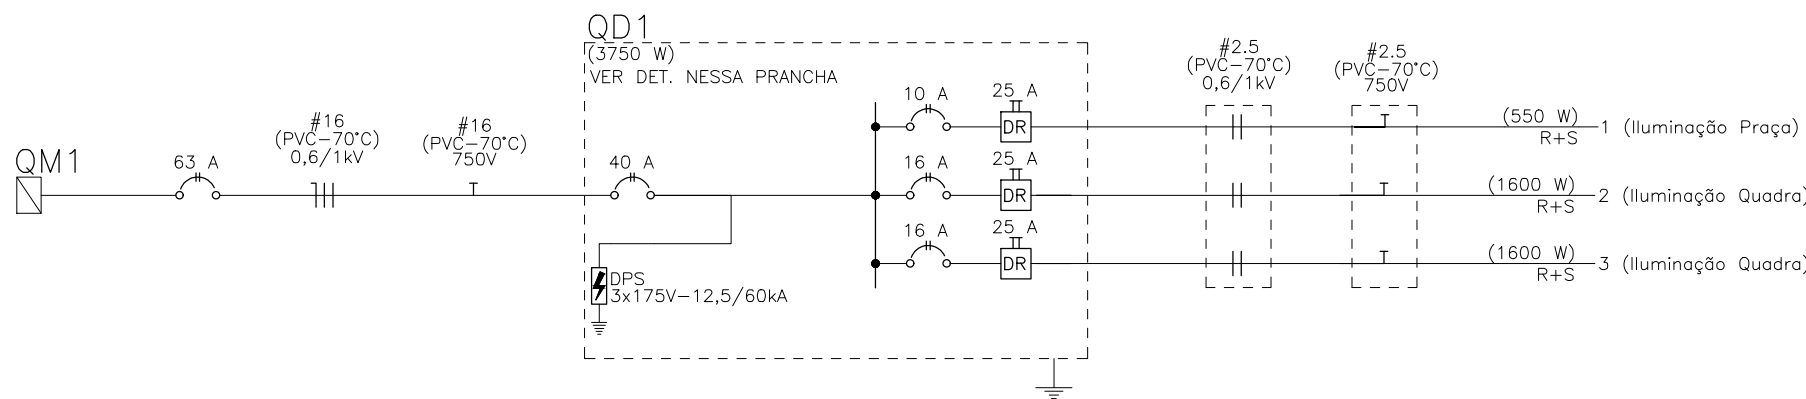 QD1
(3750 W)
VER DET. NESSA PRANCHA
QM1
63 A
#16
(PVC-70°C)
0,6/1kV
#16
(PVC-70°C)
750V
40 A
DPS
3x175V-12,5/60kA
10 A
25 A
DR
16 A
25 A
DR
16 A
25 A
DR
#2.5
(PVC-70°C)
0,6/1kV
#2.5
(PVC-70°C)
750V
(550 W)
R+S
1 (Iluminação Praça)
(1600 W)
R+S
2 (Iluminação Quadra)
(1600 W)
R+S
3 (Iluminação Quadra)